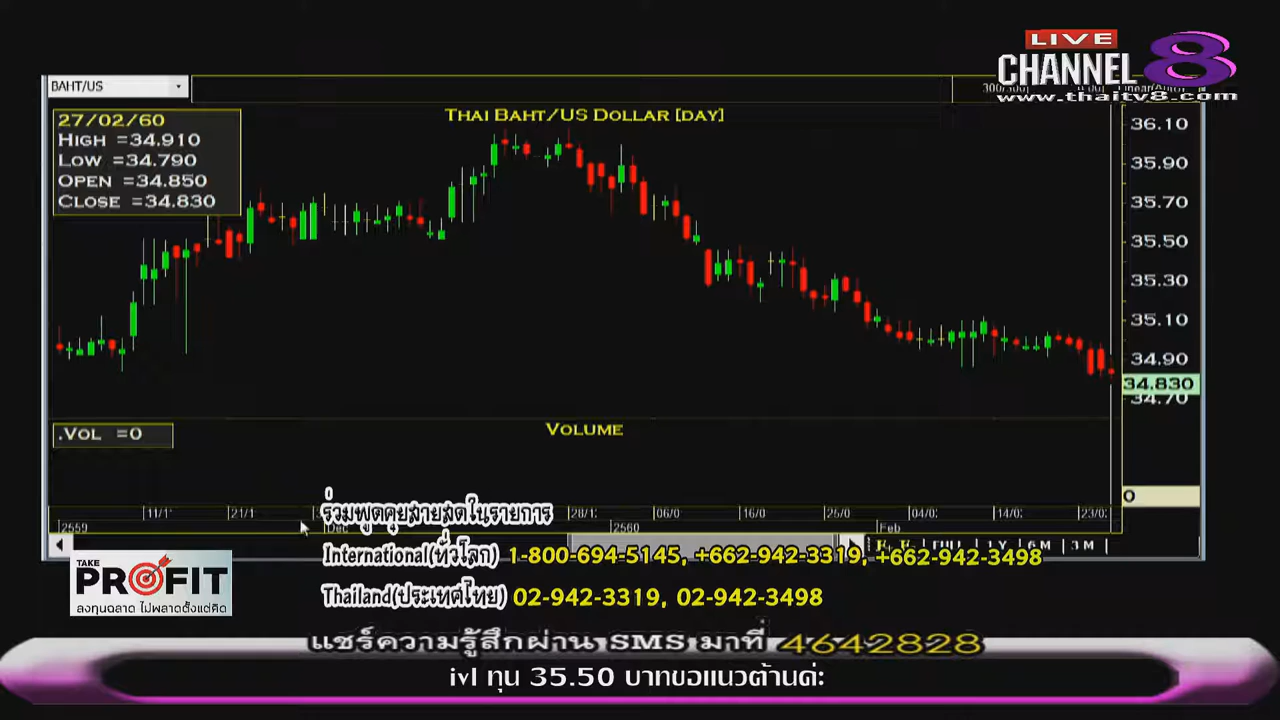 LIVE
CHANNEL 8
www.thaitv8.com
BAHT/US
THAI BAHT/US DOLLAR [DAY]
27/02/60
HIGH =34.910
LOW =34.790
OPEN =34.850
CLOSE =34.830
36.10
35.90
35.70
35.50
35.30
35.10
34.90
34.830
34.70
.VOL =0
VOLUME
0
11/1: 21/1 28/1: 06/0 16/0 25/0 04/0: 14/0: 23/0:
2559 Dec 2560 Feb
1Y 6M 3M
ร่วมพูดคุยสายสดในรายการ
International(ทั่วโลก) 1-800-694-5145, +662-942-3319, +662-942-3498
Thailand(ประเทศไทย) 02-942-3319, 02-942-3498
TAKE
PROFIT
ลงทุนฉลาด ไม่พลาดตั้งแต่คิด
แชร์ความรู้สึกผ่าน SMS มาที่ 4642828
ivl ทุน 35.50 บาทขอแนวต้านค่ะ